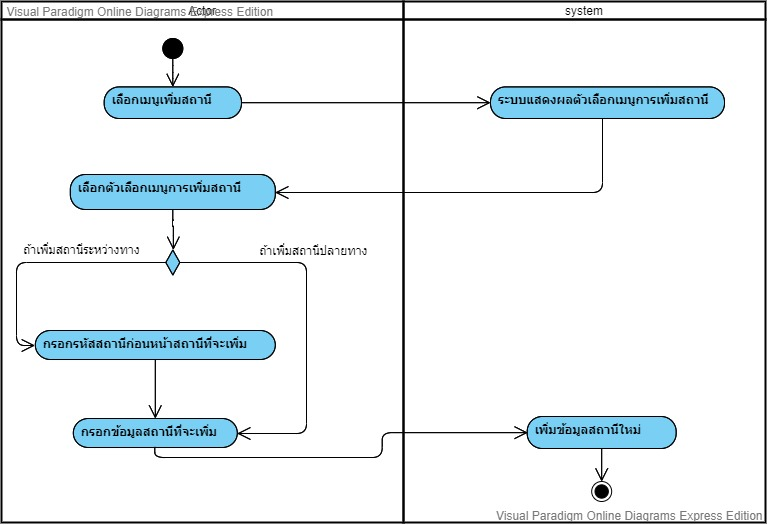 Visual Paradigm Online Diagrams Express Edition
Actor
system
เลือกเมนูเพิ่มสถานี
ระบบแสดงผลตัวเลือกเมนูการเพิ่มสถานี
เลือกตัวเลือกเมนูการเพิ่มสถานี
ถ้าเพิ่มสถานีระหว่างทาง
ถ้าเพิ่มสถานีปลายทาง
กรอกรหัสสถานีก่อนหน้าสถานีที่จะเพิ่ม
กรอกข้อมูลสถานีที่จะเพิ่ม
เพิ่มข้อมูลสถานีใหม่
Visual Paradigm Online Diagrams Express Edition